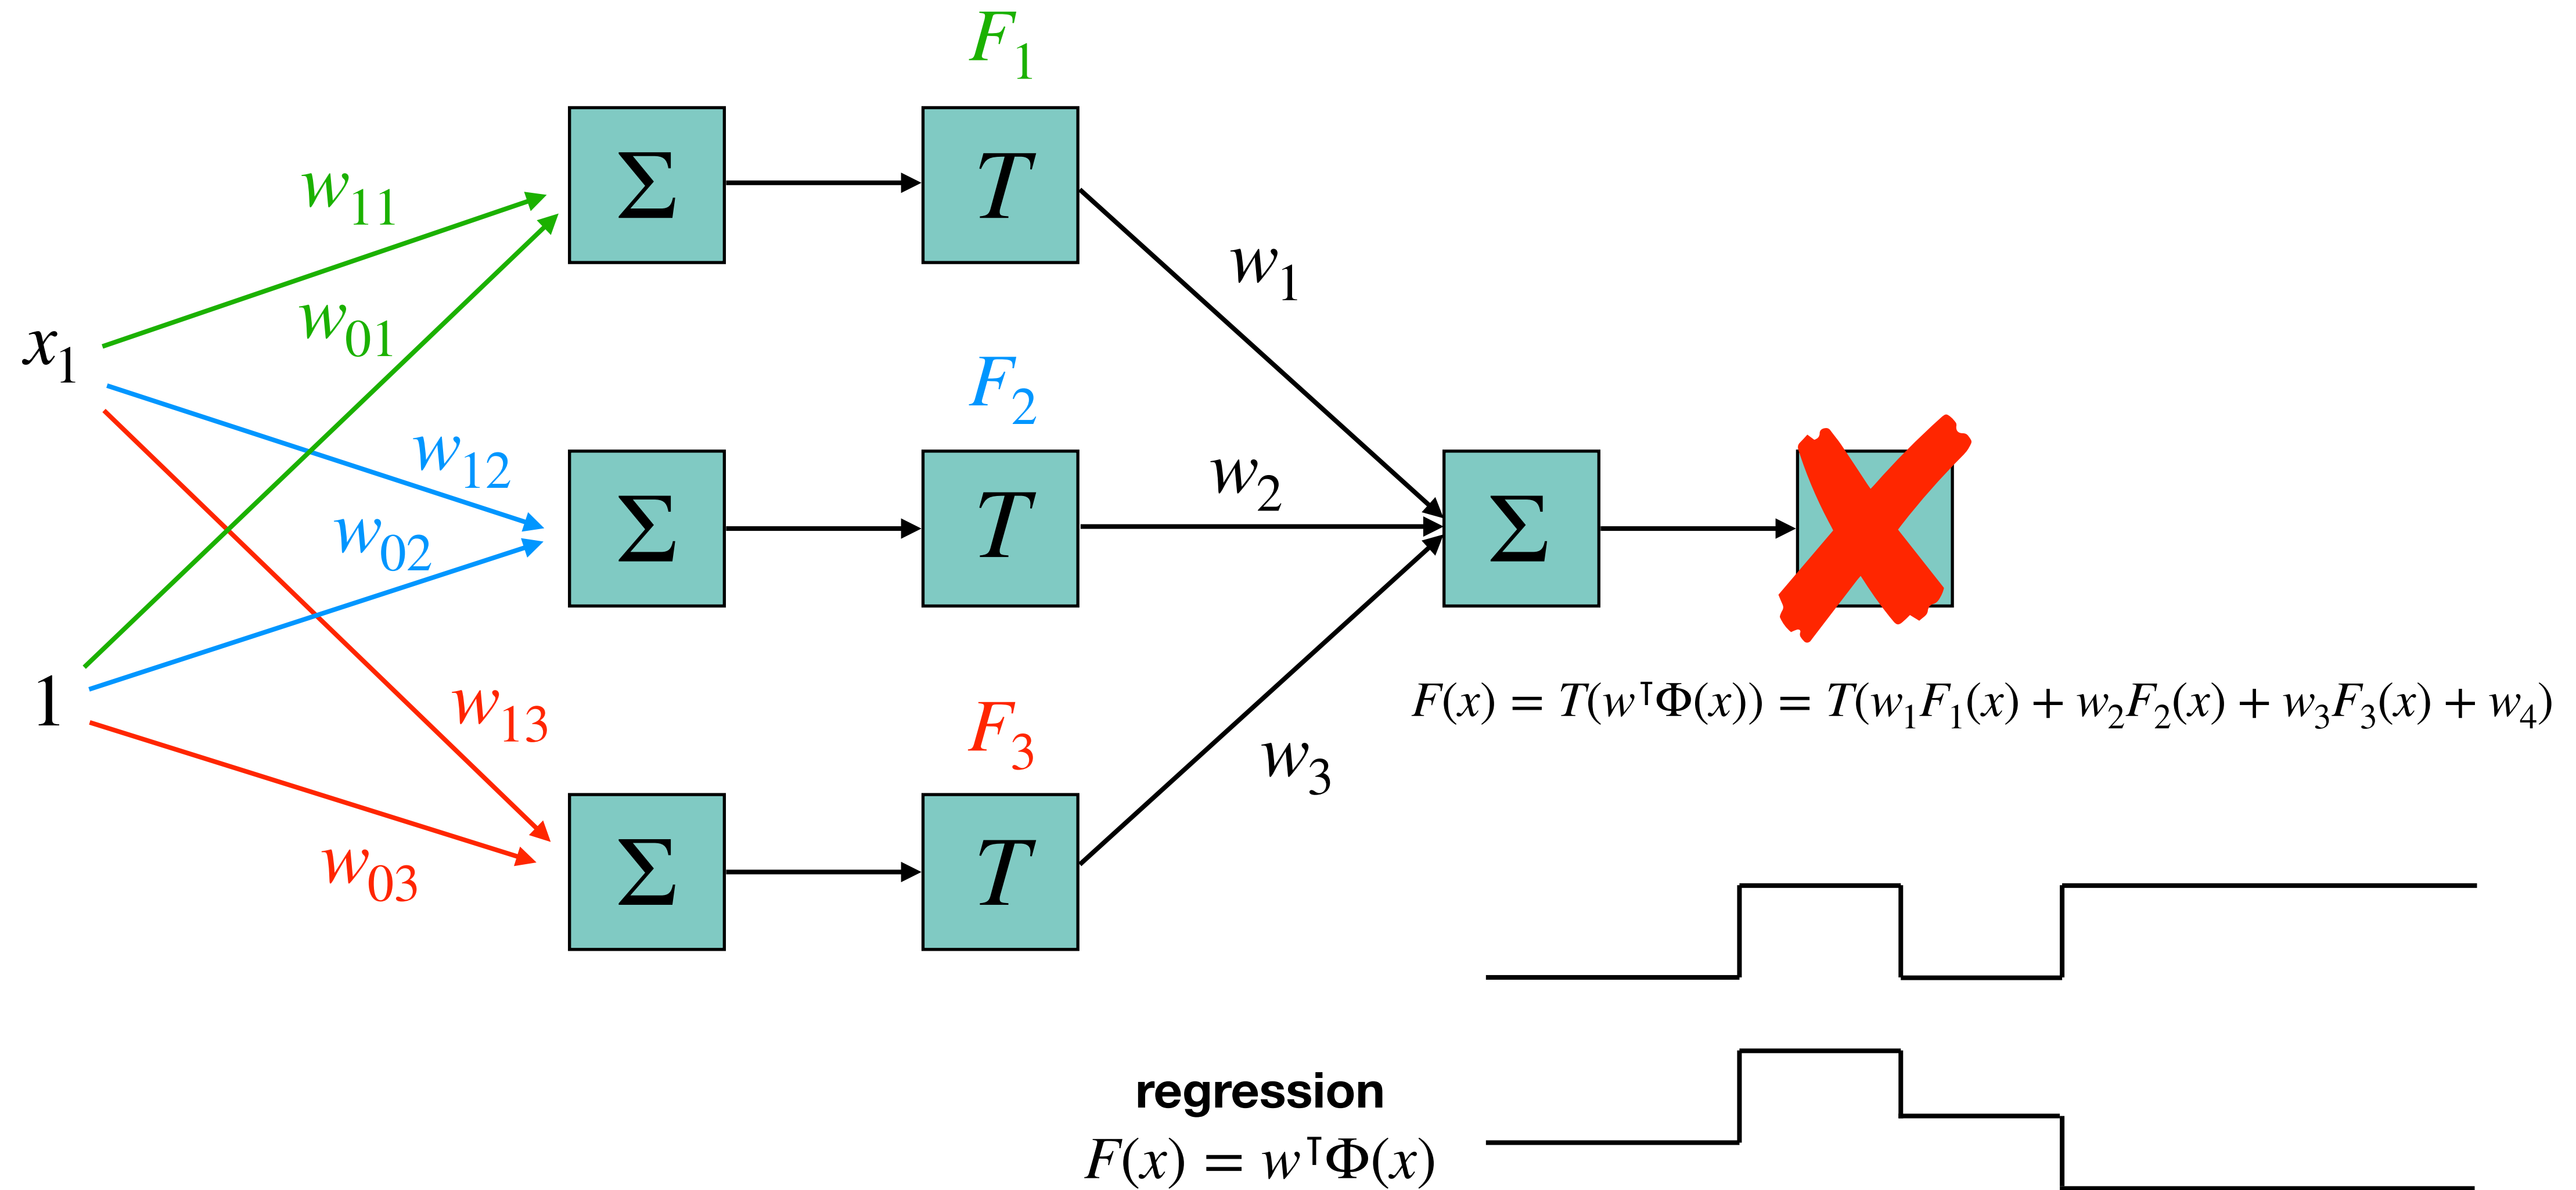 F₁
Σ T
w₁₁
w₀₁
w₁
x₁
F₂
w₁₂
w₂
w₀₂
Σ T Σ
1
w₁₃
F₃
w₃
F(x) = T(w⊺Φ(x)) = T(w₁F₁(x) + w₂F₂(x) + w₃F₃(x) + w₄)
w₀₃
Σ T
regression
F(x) = w⊺Φ(x)